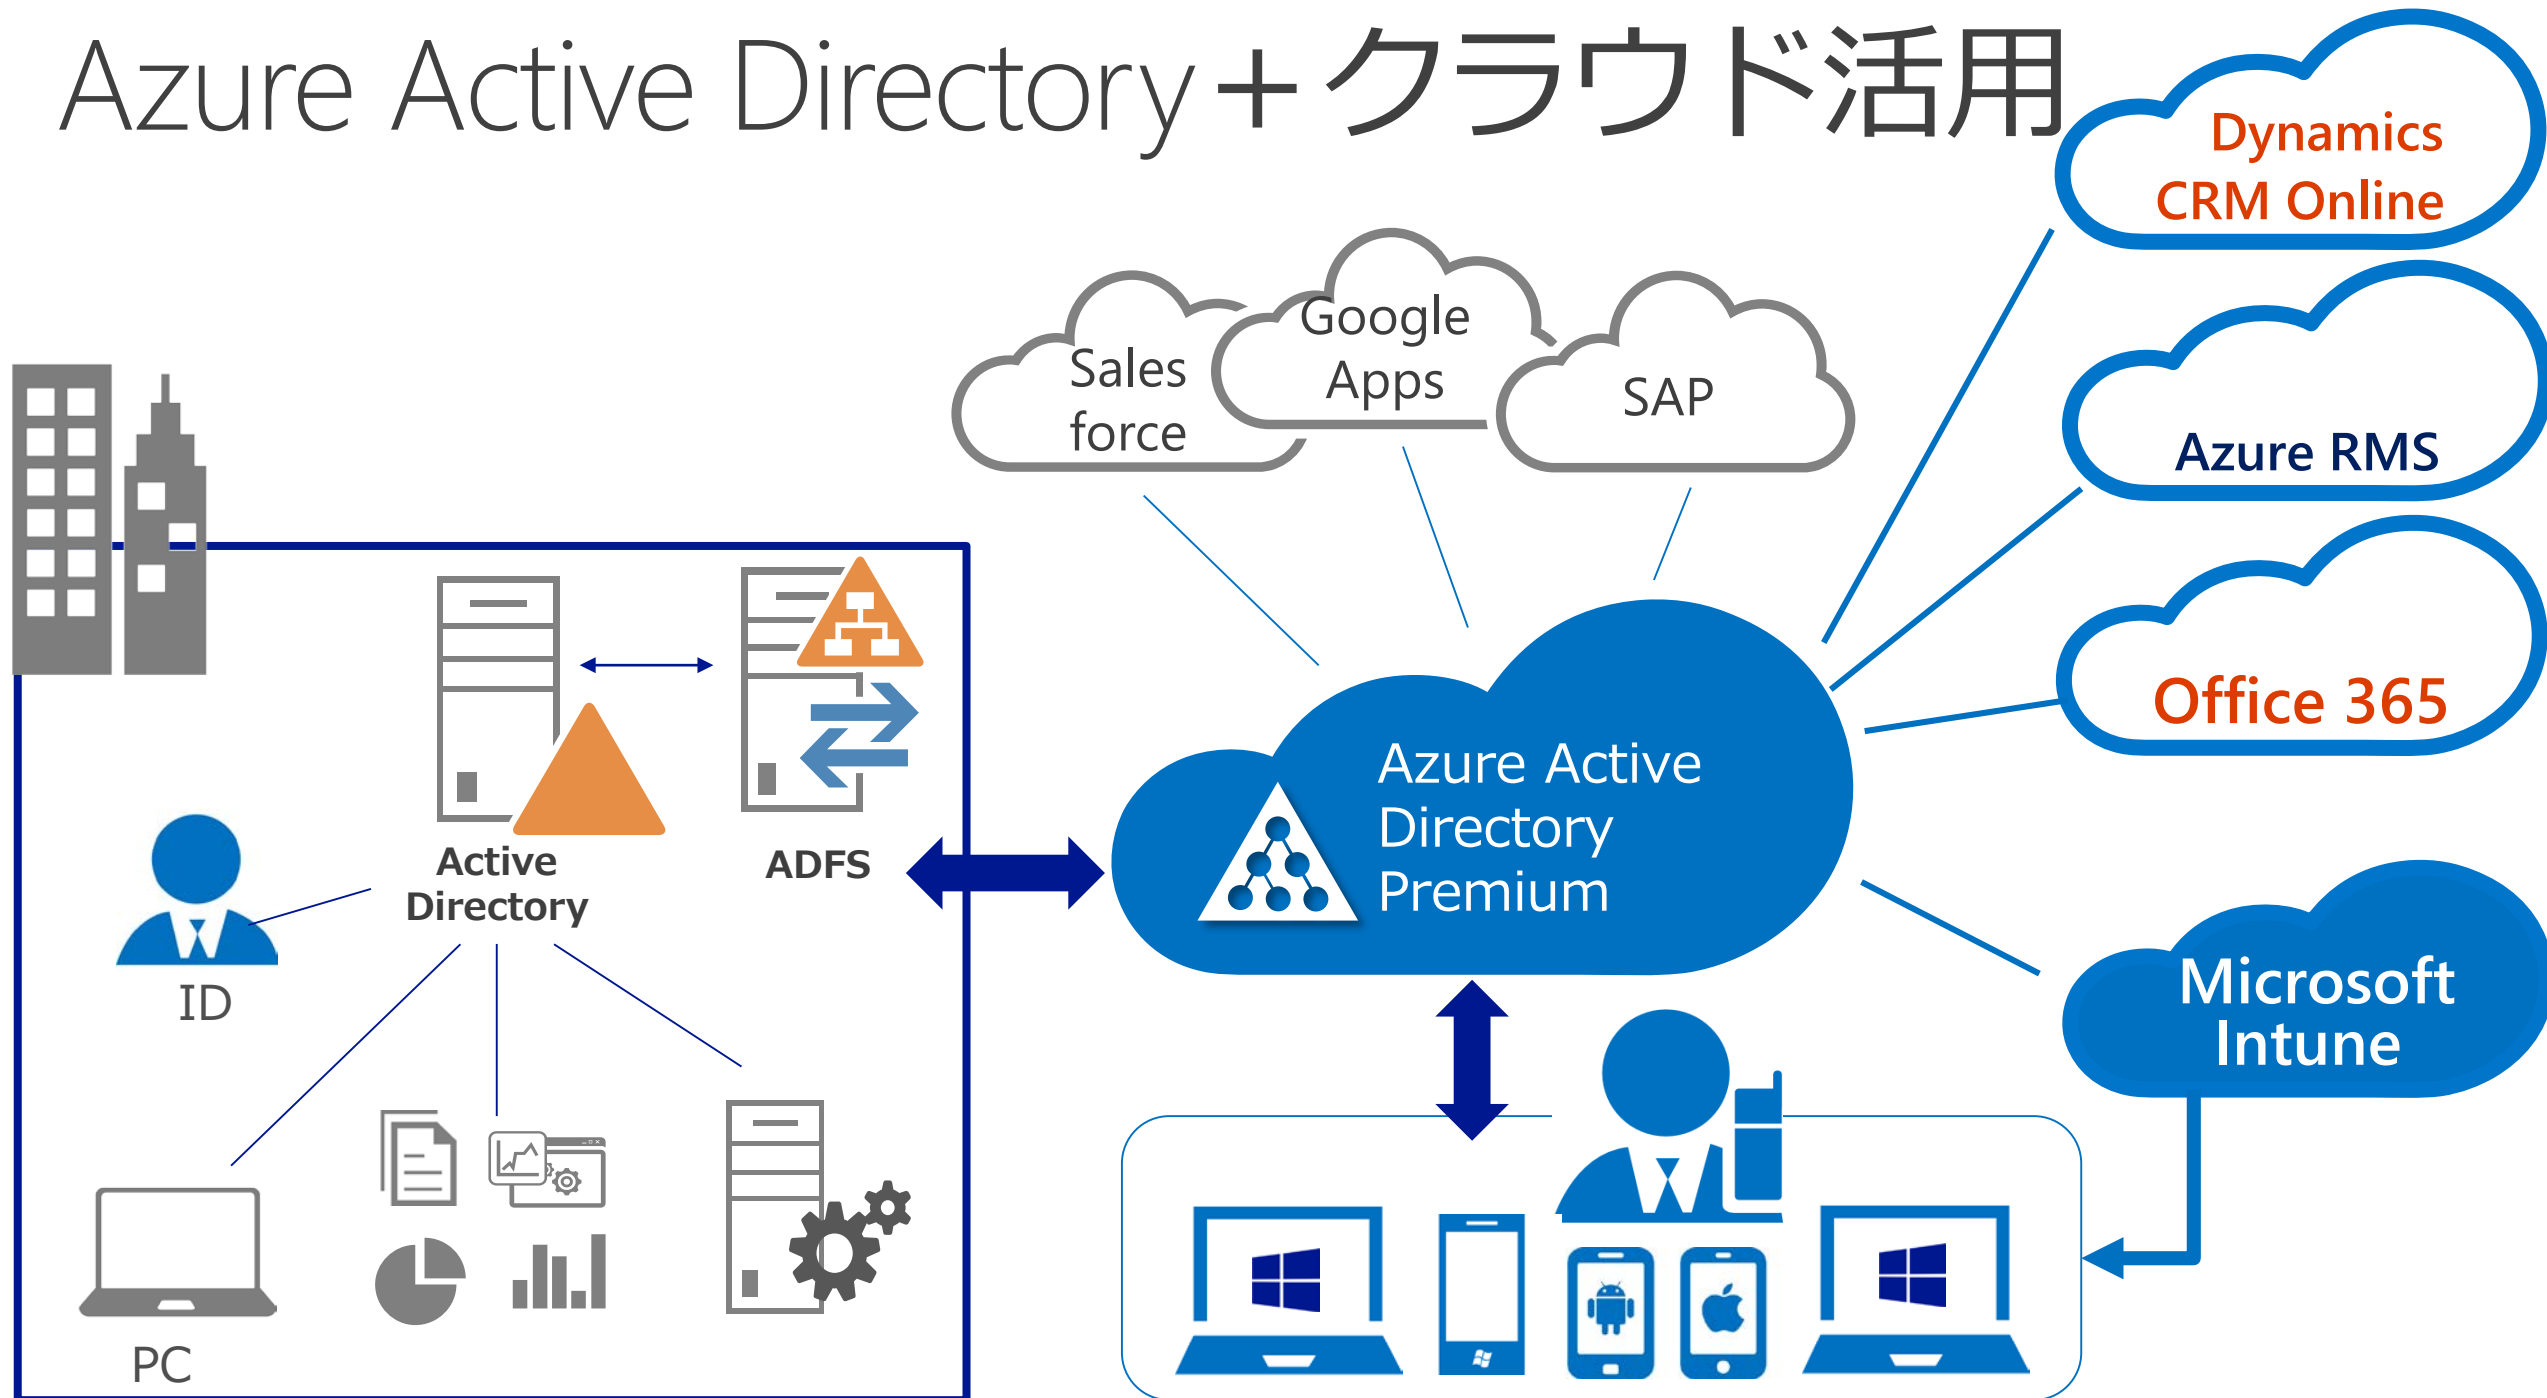 Azure Active Directory+クラウド活用
Dynamics
CRM Online
Sales
force
Google
Apps
SAP
Azure RMS
Office 365
Azure Active
Directory
Premium
Active
Directory
ADFS
ID
Microsoft
Intune
PC